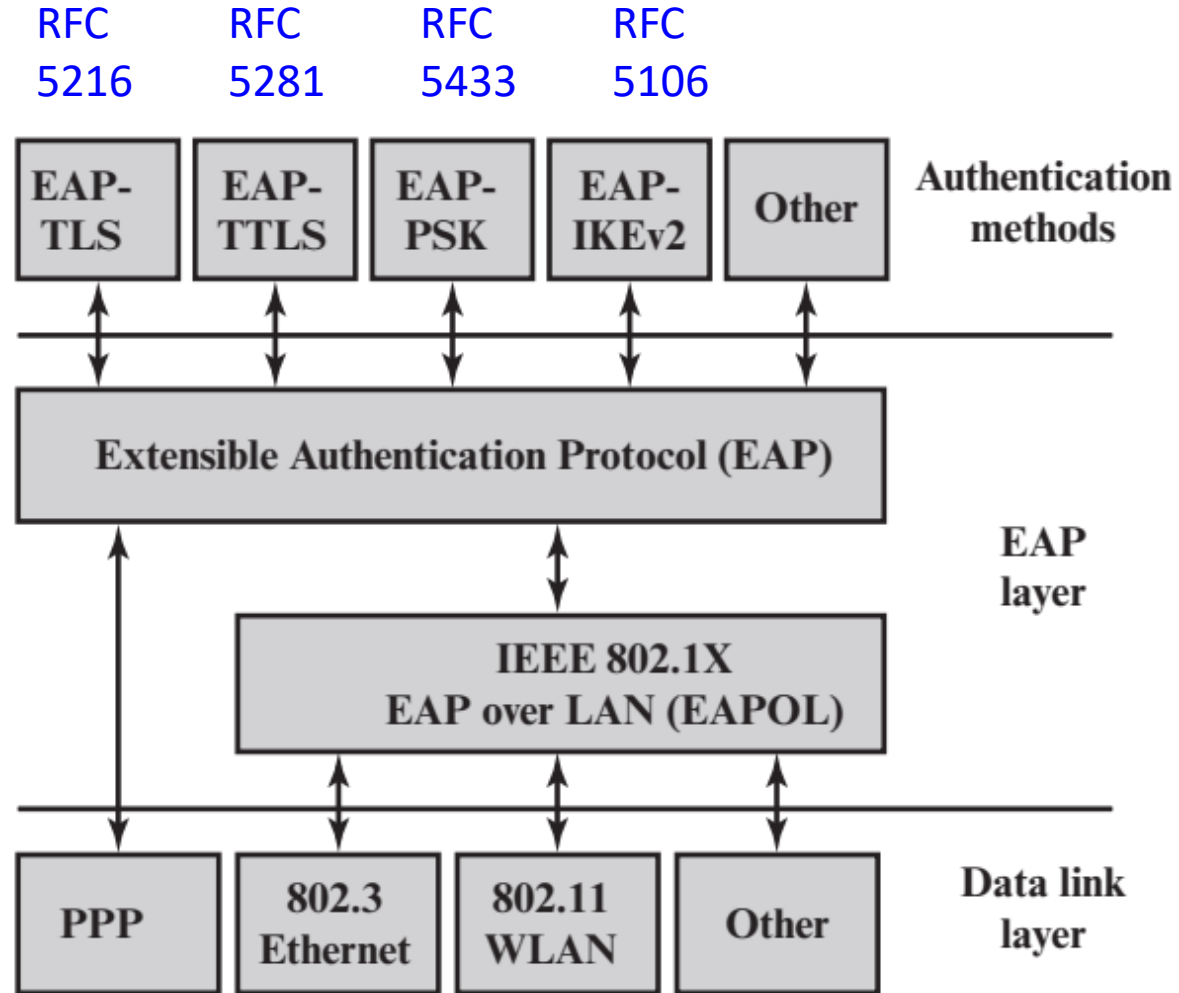 RFC RFC RFC RFC
5216 5281 5433 5106
EAP- EAP- EAP- EAP- Other
TLS TTLS PSK IKEv2
Authentication
methods
Extensible Authentication Protocol (EAP)
EAP
layer
IEEE 802.1X
EAP over LAN (EAPOL)
PPP
802.3
Ethernet
802.11
WLAN
Other
Data link
layer